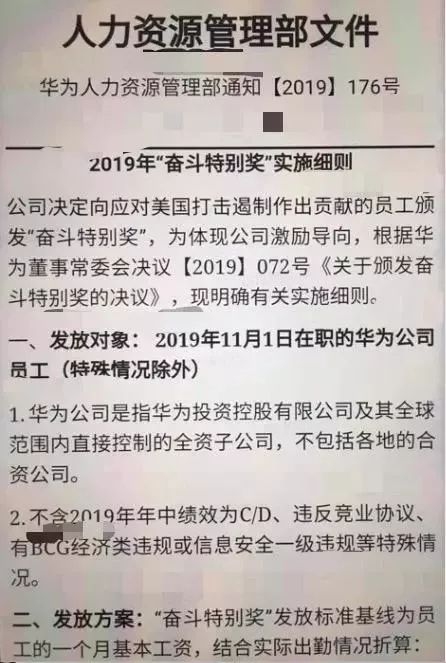 人力资源管理部文件
华为人力资源管理部通知【2019】176号
2019年“奋斗特别奖”实施细则
公司决定向应对美国打击遏制作出贡献的员工颁
发“奋斗特别奖”，为体现公司激励导向，根据华
为董事常委会决议【2019】072号《关于颁发奋
斗特别奖的决议》，现明确有关实施细则。
一、发放对象： 2019年11月1日在职的华为公司
员工（特殊情况除外）
1.华为公司是指华为投资控股有限公司及其全球
范围内直接控制的全资子公司，不包括各地的合
资公司。
2.不含2019年年中绩效为C/D、违反竞业协议、
有BCG经济类违规或信息安全一级违规等特殊情
况。
二、发放方案：“奋斗特别奖”发放标准基线为员
工的一个月基本工资，结合实际出勤情况折算：